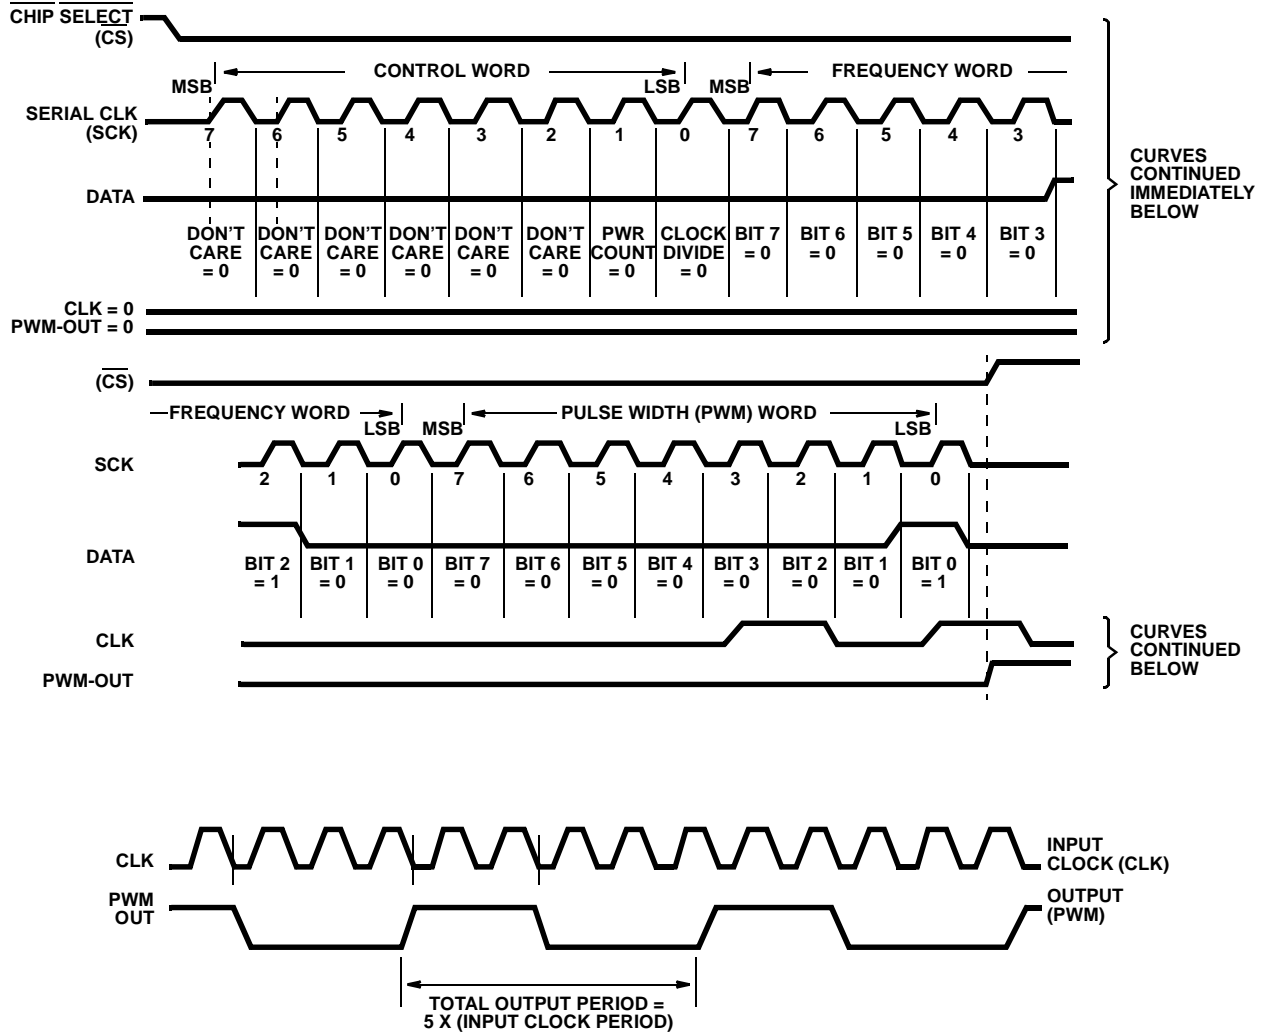 CHIP SELECT
(CS)
MSB
CONTROL WORD
LSB
MSB
FREQUENCY WORD
SERIAL CLK
(SCK)
7 6 5 4 3 2 1 0 7 6 5 4 3
DATA
DON'T
CARE
= 0
DON'T
CARE
= 0
DON'T
CARE
= 0
DON'T
CARE
= 0
DON'T
CARE
= 0
DON'T
CARE
= 0
PWR
COUNT
= 0
CLOCK
DIVIDE
= 0
BIT 7
= 0
BIT 6
= 0
BIT 5
= 0
BIT 4
= 0
BIT 3
= 0
CURVES
CONTINUED
IMMEDIATELY
BELOW
CLK = 0
PWM-OUT = 0
(CS)
FREQUENCY WORD
LSB
MSB
PULSE WIDTH (PWM) WORD
LSB
SCK
2 1 0 7 6 5 4 3 2 1 0
DATA
BIT 2
= 1
BIT 1
= 0
BIT 0
= 0
BIT 7
= 0
BIT 6
= 0
BIT 5
= 0
BIT 4
= 0
BIT 3
= 0
BIT 2
= 0
BIT 1
= 0
BIT 0
= 1
CLK
PWM-OUT
CURVES
CONTINUED
BELOW
CLK
INPUT
CLOCK (CLK)
PWM
OUT
OUTPUT
(PWM)
TOTAL OUTPUT PERIOD =
5 X (INPUT CLOCK PERIOD)